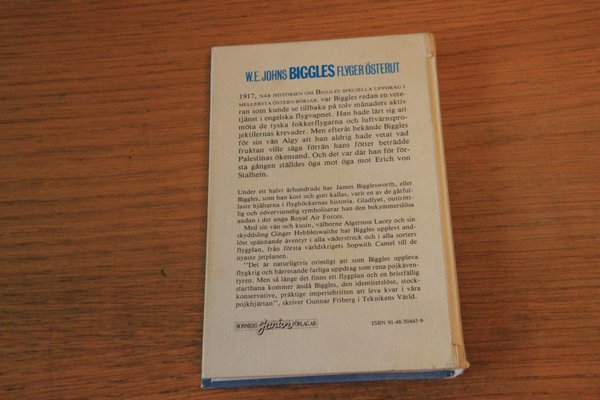 W.E. JOHNS BIGGLES FLYGER ÖSTERUT
1917, NÄR HISTORIEN OM BIGGLES SPECIELLA UPPDRAG I
MELLERSTA ÖSTERN BÖRJAR, var Biggles redan en vete-
ran som kunde se tillbaka på tolv månaders aktiv
tjänst i engelska flygvapnet. Han hade lärt sig att
möta de tyska fokkerflygarna och luftvärnspro-
jektilernas krevader. Men efteråt bekände Biggles
för sin vän Algy att han aldrig hade vetat vad
fruktan ville säga förrän hans fötter beträdde
Palestinas ökensand. Och det var där han för för-
sta gången ställdes öga mot öga mot Erich von
Stalhein.
Under ett halvt århundrade har James Bigglesworth, eller
Biggles, som han kort och gott kallas, varit en av de gåtful-
laste hjältarna i flygböckernas historia. Gladlynt, outtrött-
lig och oövervinnelig symboliserar han den bekymmerslösa
andan i det unga Royal Air Forces.
Med sin vän och kusin, välborne Algernon Lacey och sin
skyddsling Ginger Hebbleswaithe har Biggles upplevt and-
löst spännande äventyr i alla väderstreck och i alla sorters
flygplan, från första världskrigets Sopwith Camel till de
nyaste jetplanen.
"Det är naturligtvis orimligt att som Biggles uppleva
flygkrig och hårresande farliga uppdrag som rena pojkäven-
tyren. Men så länge det finns ett flygplan och en bristfällig
startbana kommer ändå Biggles, den identitetslöse, stock-
konservative, präktige imperiebritten att leva kvar i våra
pojkhjärtan", skriver Gunnar Friberg i Teknikens Värld.
BONNIERS Junior FÖRLAG AB
ISBN 91-48-50445-9